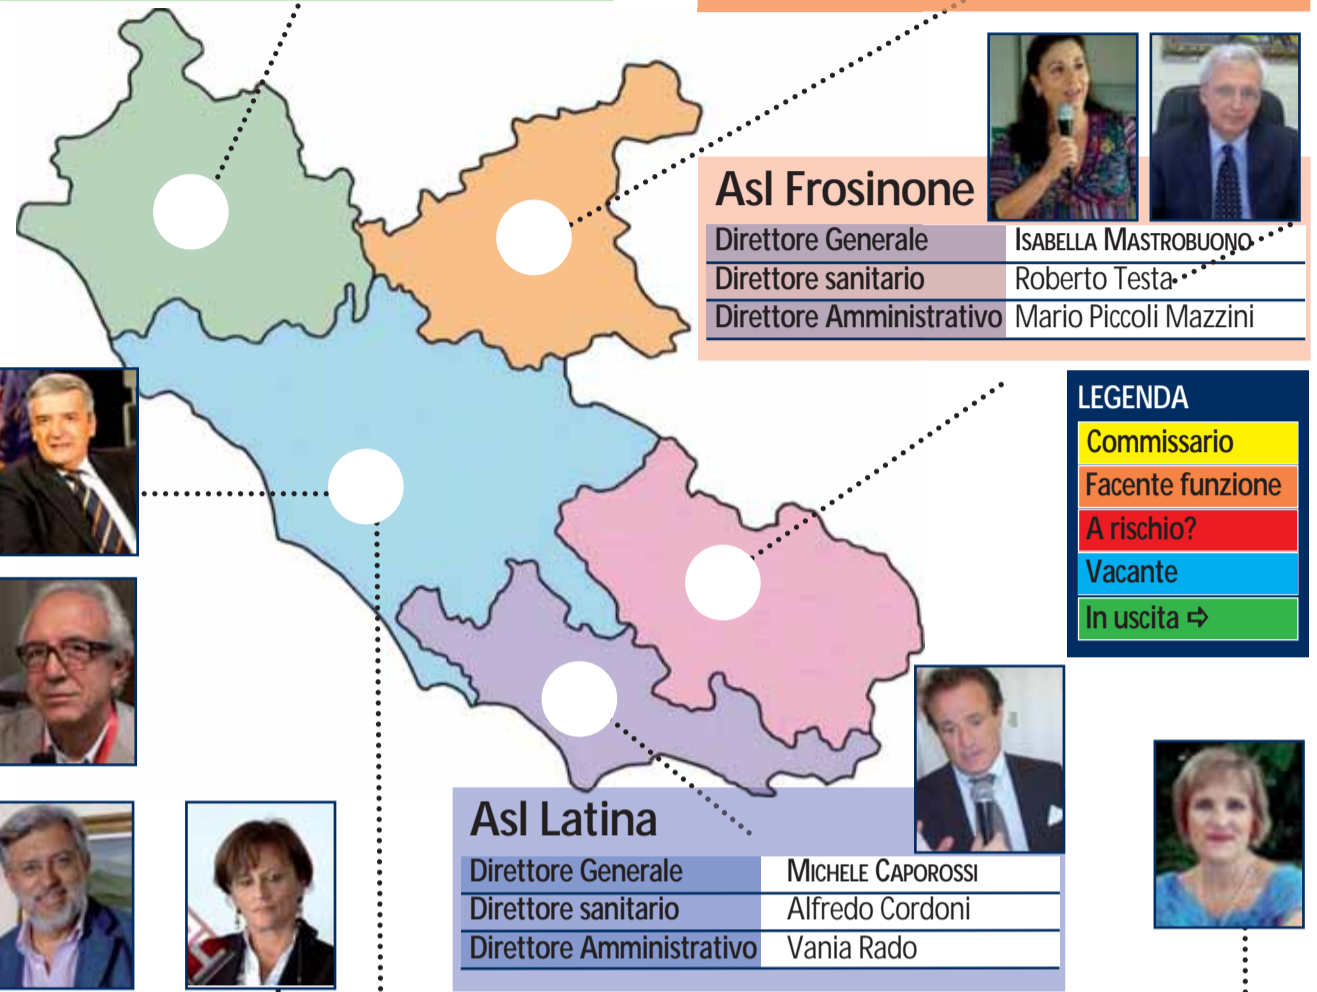 Asl Frosinone
Direttore Generale ISABELLA MASTROBUONO
Direttore sanitario Roberto Testa
Direttore Amministrativo Mario Piccoli Mazzini
LEGENDA
Commissario
Facente funzione
A rischio?
Vacante
In uscita ⇨
Asl Latina
Direttore Generale MICHELE CAPOROSSI
Direttore sanitario Alfredo Cordoni
Direttore Amministrativo Vania Rado